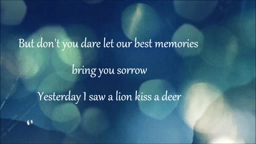 But don't you dare let our best memories
bring you sorrow
Yesterday I saw a lion kiss a deer